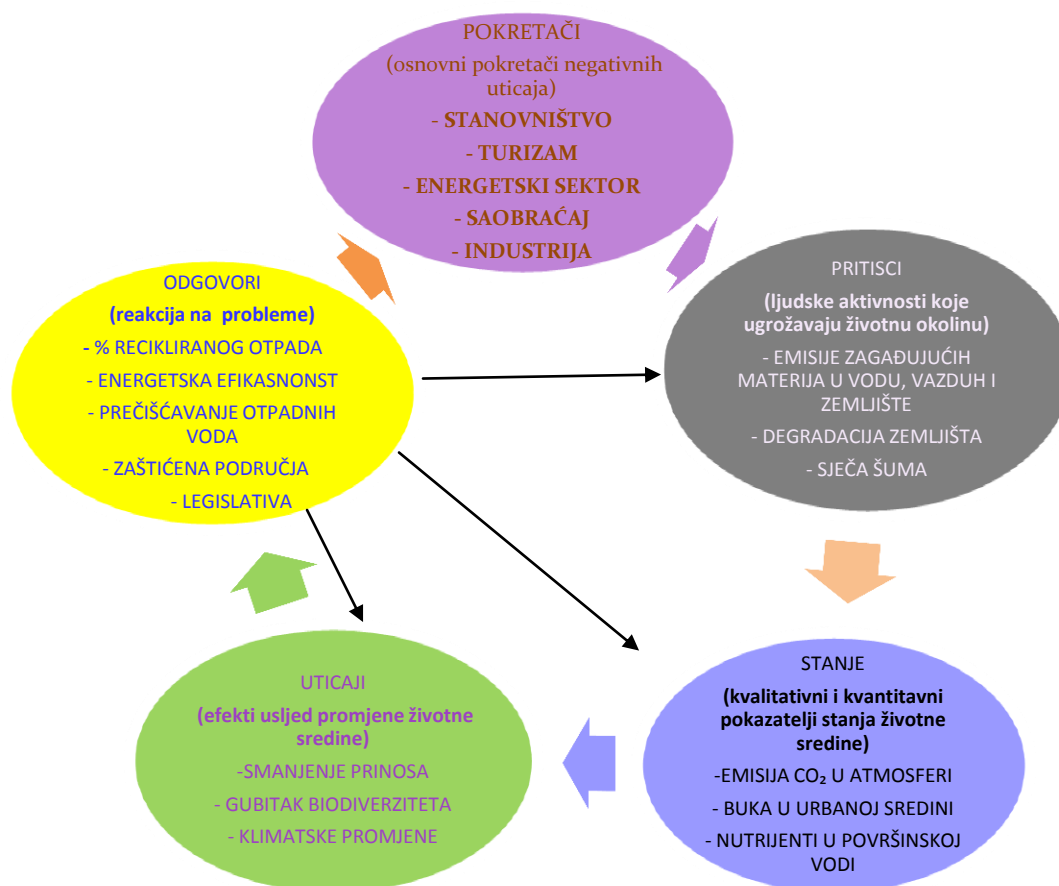 POKRETAČI
(osnovni pokretači negativnih
uticaja)
- STANOVNIŠTVO
- TURIZAM
- ENERGETSKI SEKTOR
- SAOBRAĆAJ
- INDUSTRIJA
PRITISCI
(ljudske aktivnosti koje
ugrožavaju životnu okolinu)
- EMISIJE ZAGAĐUJUĆIH
MATERIJA U VODU, VAZDUH I
ZEMLJIŠTE
- DEGRADACIJA ZEMLJIŠTA
- SJEČA ŠUMA
STANJE
(kvalitativni i kvantitavni
pokazatelji stanja životne
sredine)
-EMISIJA CO₂ U ATMOSFERI
- BUKA U URBANOJ SREDINI
- NUTRIJENTI U POVRŠINSKOJ
VODI
UTICAJI
(efekti usljed promjene životne
sredine)
-SMANJENJE PRINOSA
- GUBITAK BIODIVERZITETA
- KLIMATSKE PROMJENE
ODGOVORI
(reakcija na probleme)
- % RECIKLIRANOG OTPADA
- ENERGETSKA EFIKASNONST
- PREČIŠĆAVANJE OTPADNIH
VODA
- ZAŠTIĆENA PODRUČJA
- LEGISLATIVA